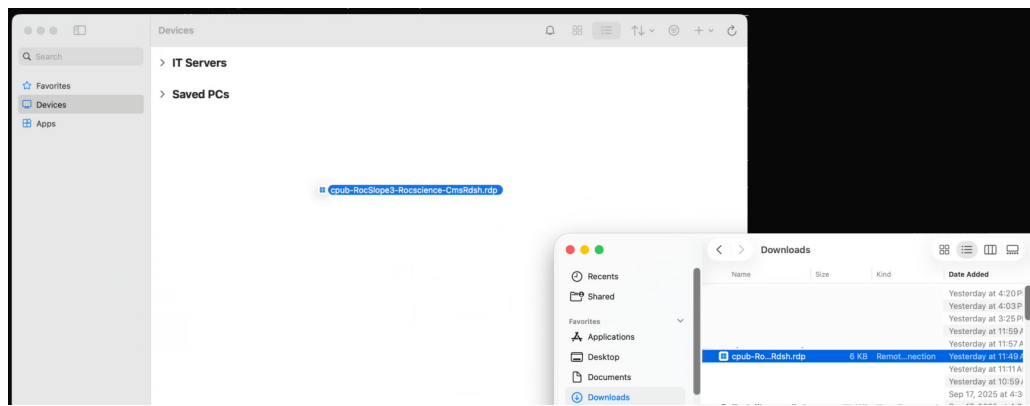 Devices
Search
IT Servers
Favorites
Saved PCs
Devices
Apps
cpub-RocSlope3-Rocscience-CmsRdsh.rdp
Downloads
Recents
Name Size Kind Date Added
Shared
Yesterday at 4:20 P
Yesterday at 4:03 P
Favorites
Yesterday at 3:25 P
Applications
Yesterday at 11:59 A
Yesterday at 11:57 A
Desktop
cpub-Ro...Rdsh.rdp 6 KB Remot...nection Yesterday at 11:49 A
Yesterday at 11:11 A
Documents
Yesterday at 10:59 A
Downloads
Sep 17, 2025 at 4:3